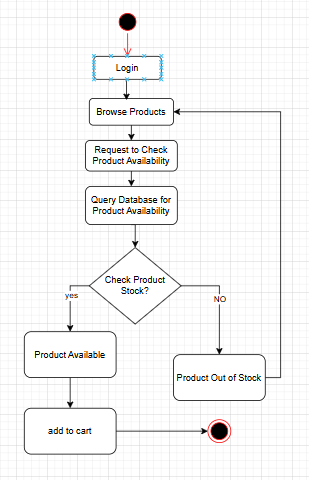 Login
Browse Products
Request to Check
Product Availability
Query Database for
Product Availability
Check Product
Stock?
yes
NO
Product Available
Product Out of Stock
add to cart